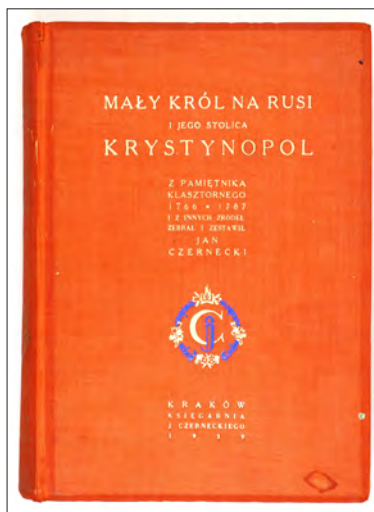 MAŁY KRÓL NA RUSI
I JEGO STOLICA
KRYSTYNOPOL
Z PAMIĘTNIKA
KLASZTORNEGO
1766 • 1787
I Z INNYCH ŹRÓDEŁ
ZEBRAŁ I ZESTAWIŁ
JAN
CZERNECKI
JC
KRAKÓW
KSIĘGARNIA
J. CZERNECKIEGO
1939